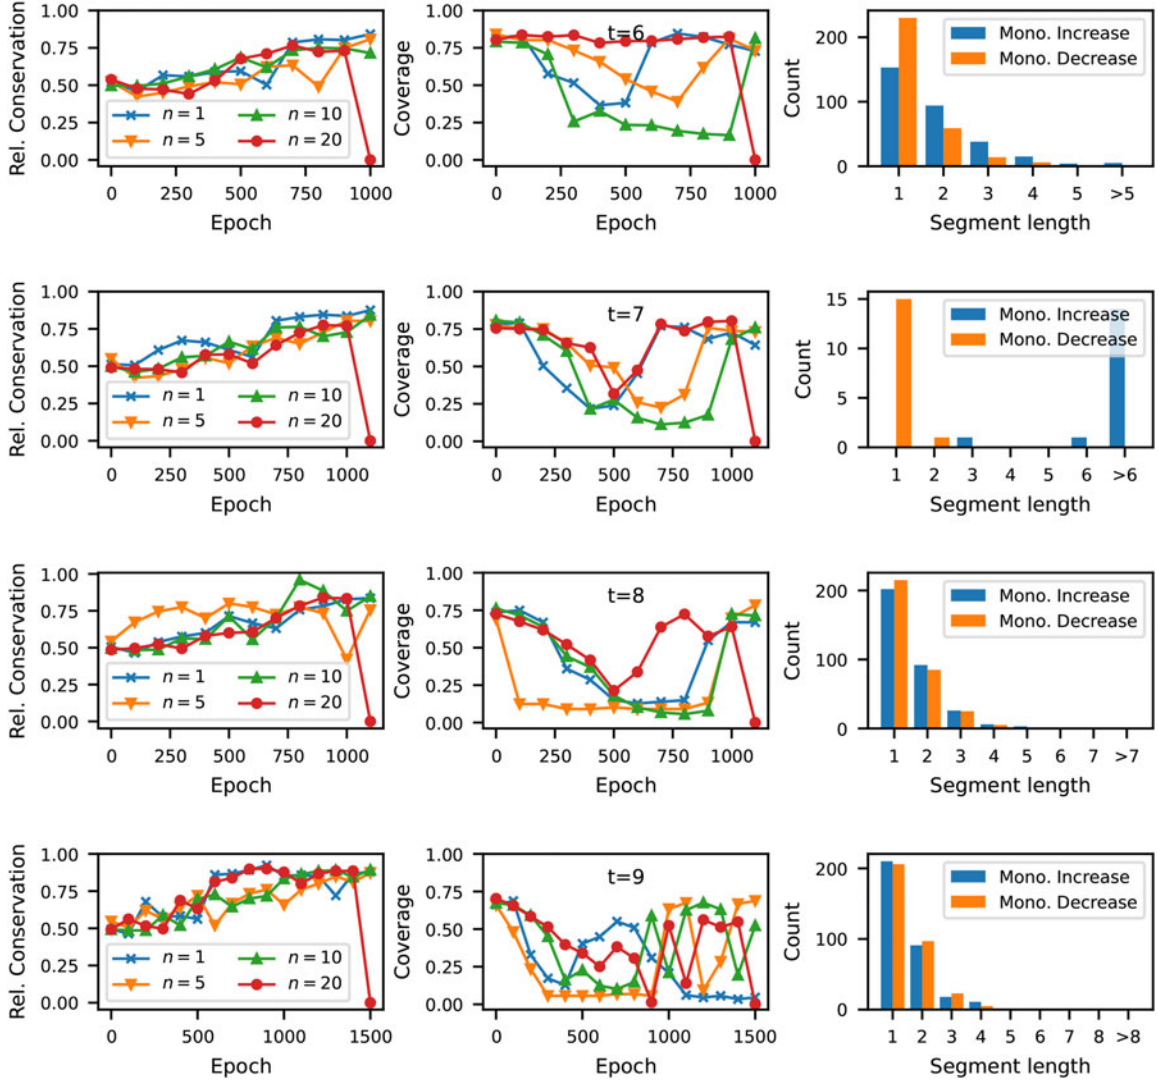 1.00
0.75
0.50
0.25
0.00
Rel. Conservation
n = 1
n = 10
n = 5
n = 20
0 250 500 750 1000
Epoch
1.00
0.75
0.50
0.25
0.00
Coverage
t=6
0 250 500 750 1000
Epoch
200
100
0
Count
Mono. Increase
Mono. Decrease
1 2 3 4 5 >5
Segment length
1.00
0.75
0.50
0.25
0.00
Rel. Conservation
n = 1
n = 10
n = 5
n = 20
0 250 500 750 1000
Epoch
1.00
0.75
0.50
0.25
0.00
Coverage
t=7
0 250 500 750 1000
Epoch
15
10
5
0
Count
Mono. Increase
Mono. Decrease
1 2 3 4 5 6 >6
Segment length
1.00
0.75
0.50
0.25
0.00
Rel. Conservation
n = 1
n = 10
n = 5
n = 20
0 250 500 750 1000
Epoch
1.00
0.75
0.50
0.25
0.00
Coverage
t=8
0 250 500 750 1000
Epoch
200
100
0
Count
Mono. Increase
Mono. Decrease
1 2 3 4 5 6 7 >7
Segment length
1.00
0.75
0.50
0.25
0.00
Rel. Conservation
n = 1
n = 10
n = 5
n = 20
0 500 1000 1500
Epoch
1.00
0.75
0.50
0.25
0.00
Coverage
t=9
0 500 1000 1500
Epoch
200
100
0
Count
Mono. Increase
Mono. Decrease
1 2 3 4 5 6 7 8 >8
Segment length